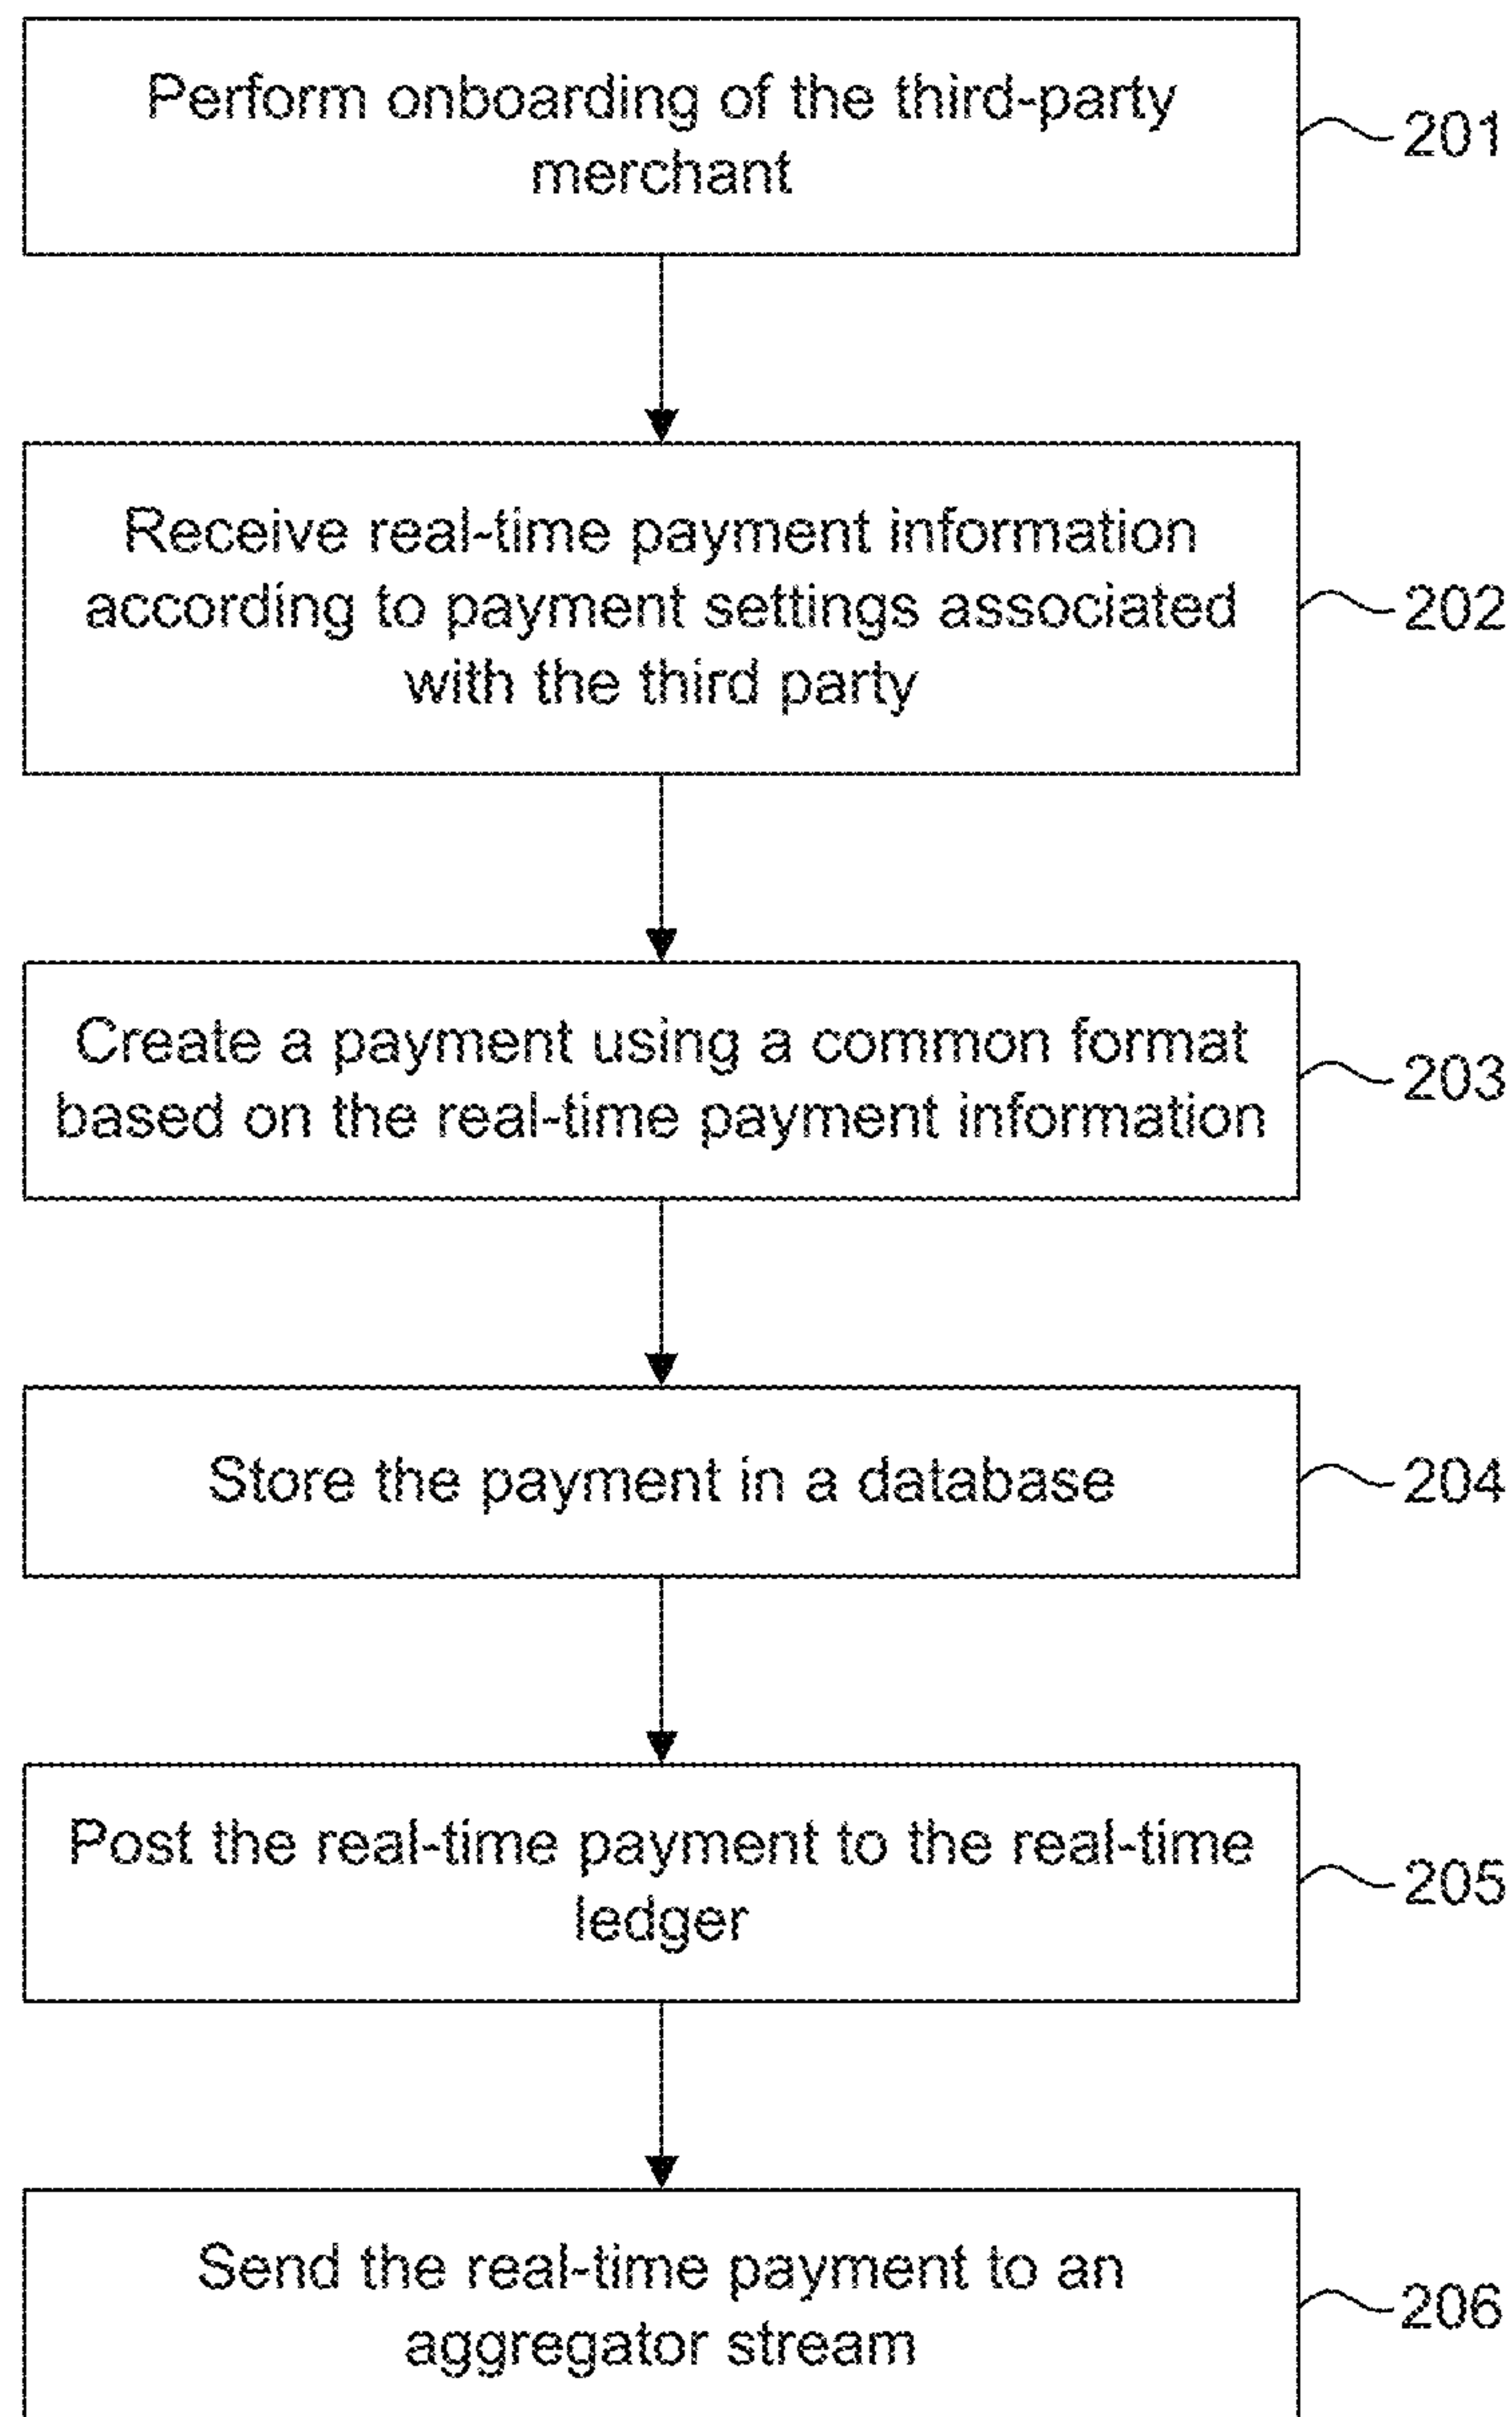 Perform onboarding of the third-party
merchant
201
Receive real-time payment information
according to payment settings associated
with the third party
202
Create a payment using a common format
based on the real-time payment information
203
Store the payment in a database
204
Post the real-time payment to the real-time
ledger
205
Send the real-time payment to an
aggregator stream
206